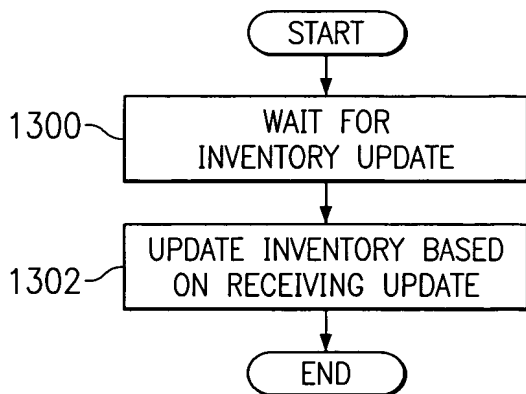 START
1300
WAIT FOR
INVENTORY UPDATE
1302
UPDATE INVENTORY BASED
ON RECEIVING UPDATE
END